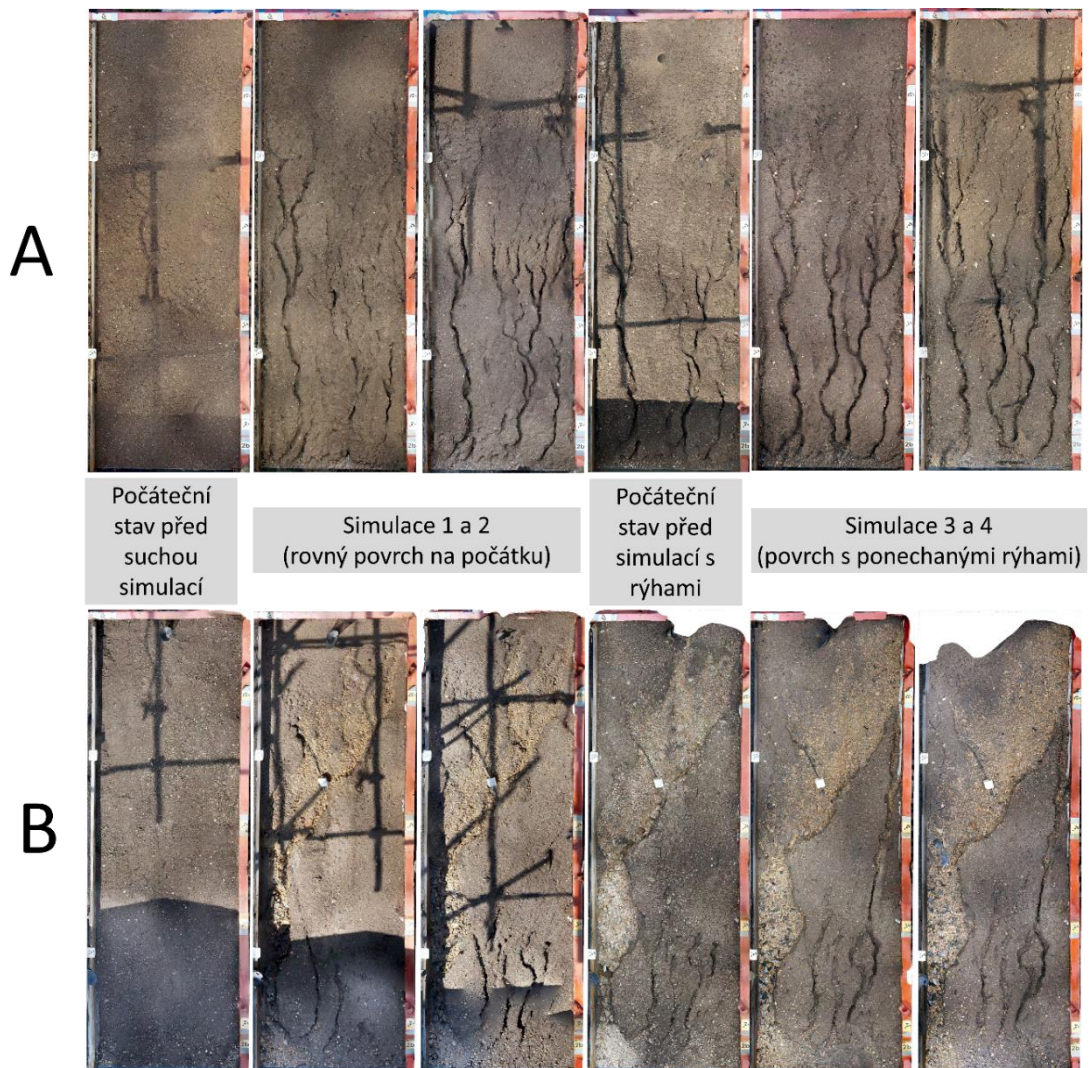 A
Počáteční
stav před
suchou
simulací
Simulace 1 a 2
(rovný povrch na počátku)
Počáteční
stav před
simulací s
rýhami
Simulace 3 a 4
(povrch s ponechanými rýhami)
B